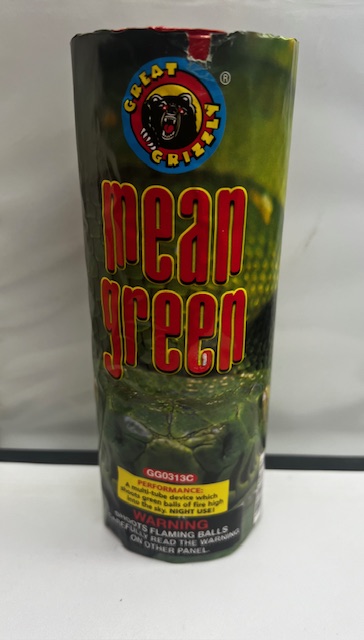 GREAT
GRIZZLY
®
mean
green
GG0313C
PERFORMANCE:
A multi-tube device which
shoots green balls of fire high
into the sky. NIGHT USE!
WARNING
SHOOTS FLAMING BALLS
CAREFULLY READ THE WARNING
ON OTHER PANEL.